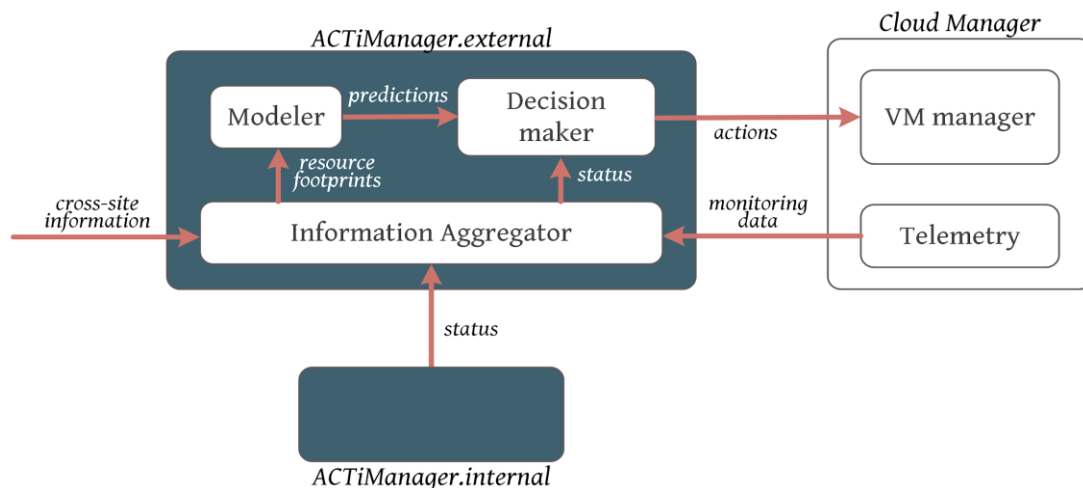 ACTiManager.external
Cloud Manager
Modeler
predictions
Decision
maker
actions
VM manager
resource
footprints
status
cross-site
information
Information Aggregator
monitoring
data
Telemetry
status
ACTiManager.internal